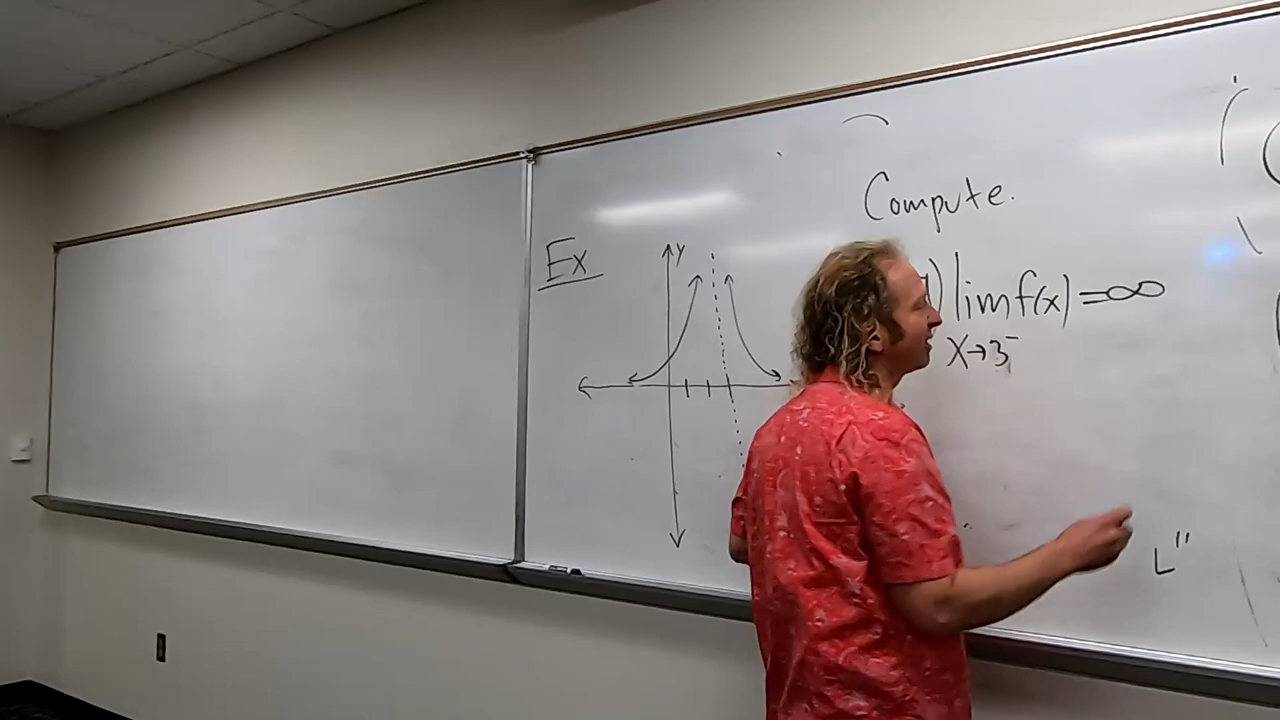 Compute.
Ex
y
) lim f(x) = ∞
x→3⁻
L"